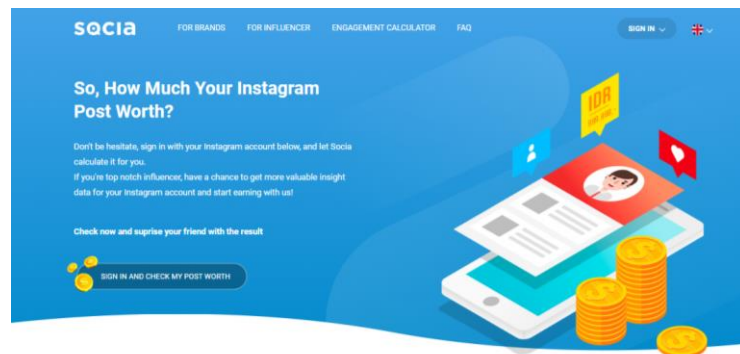 socia
FOR BRANDS FOR INFLUENCER ENGAGEMENT CALCULATOR FAQ SIGN IN
So, How Much Your Instagram
Post Worth?
Don't be hesitate, sign in with your Instagram account below, and let Socia
calculate it for you.
If you're top notch influencer, have a chance to get more valuable insight
data for your Instagram account and start earning with us!
Check now and suprise your friend with the result
SIGN IN AND CHECK MY POST WORTH
IDR